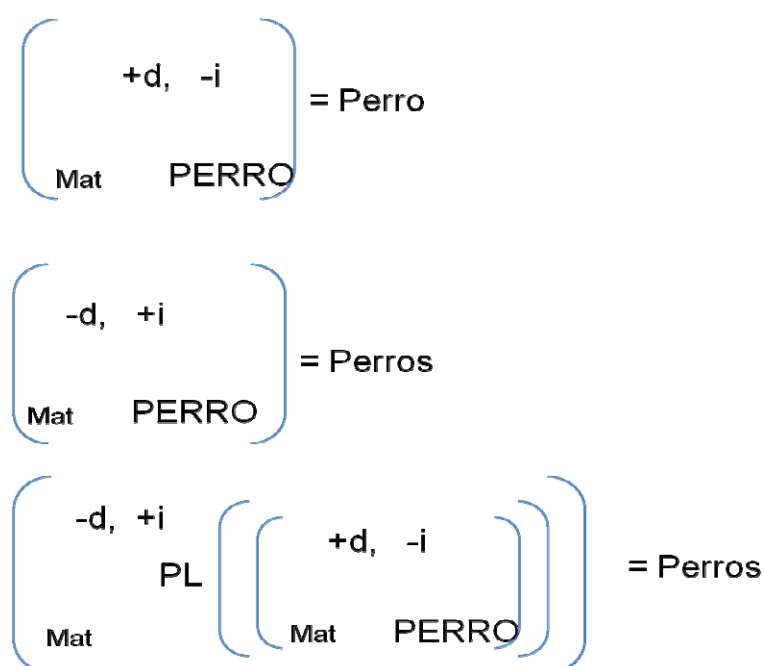 +d, -i
= Perro
Mat PERRO
-d, +i
= Perros
Mat PERRO
-d, +i
+d, -i
PL
= Perros
Mat
Mat PERRO